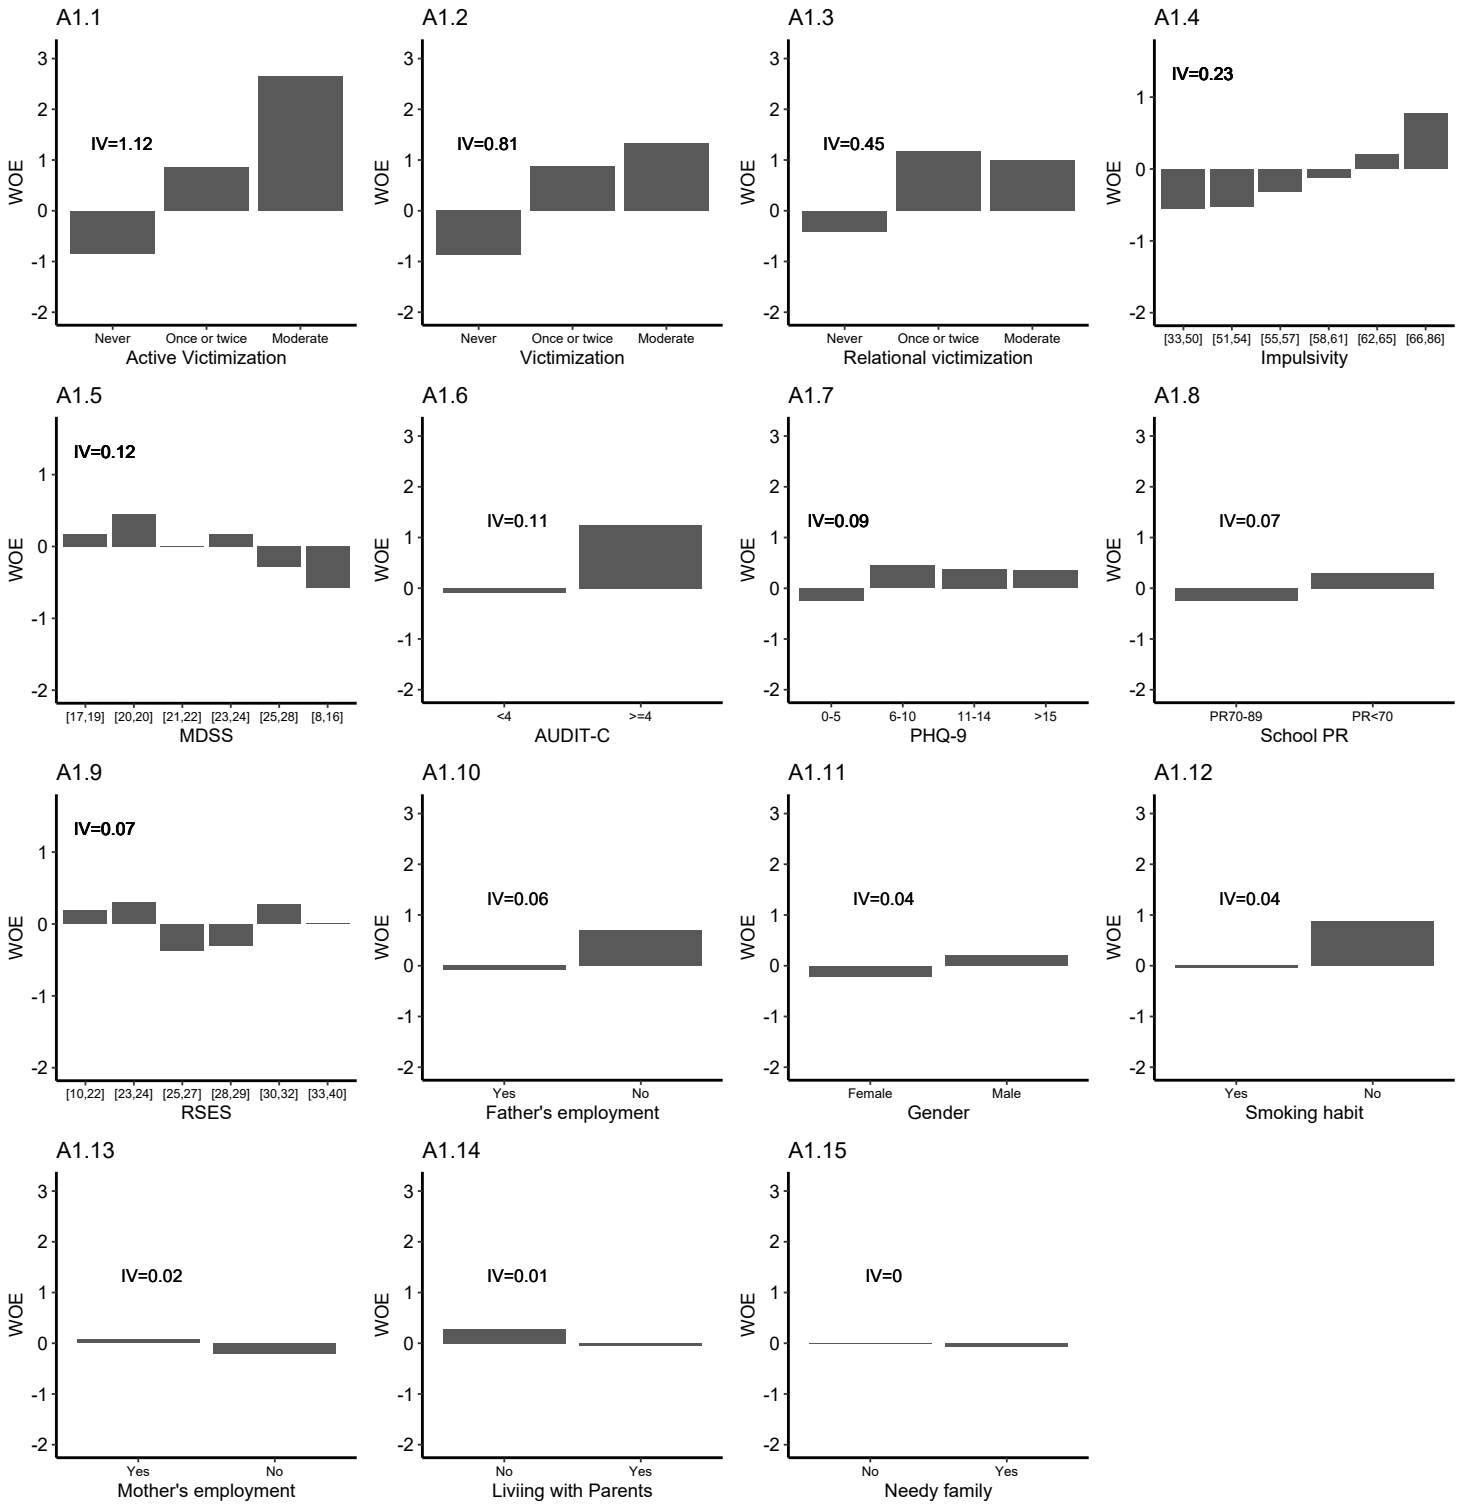 A1.1
3
2
1
0
-1
-2
WOE
IV=1.12
Never Once or twice Moderate
Active Victimization
A1.2
3
2
1
0
-1
-2
WOE
IV=0.81
Never Once or twice Moderate
Victimization
A1.3
3
2
1
0
-1
-2
WOE
IV=0.45
Never Once or twice Moderate
Relational victimization
A1.4
1
0
-1
-2
WOE
IV=0.23
[33,50] [51,54] [55,57] [58,61] [62,65] [66,86]
Impulsivity
A1.5
1
0
-1
-2
WOE
IV=0.12
[17,19] [20,20] [21,22] [23,24] [25,28] [8,16]
MDSS
A1.6
3
2
1
0
-1
-2
WOE
IV=0.11
<4 >=4
AUDIT-C
A1.7
3
2
1
0
-1
-2
WOE
IV=0.09
0-5 6-10 11-14 >15
PHQ-9
A1.8
3
2
1
0
-1
-2
WOE
IV=0.07
PR70-89 PR<70
School PR
A1.9
1
0
-1
-2
WOE
IV=0.07
[10,22] [23,24] [25,27] [28,29] [30,32] [33,40]
RSES
A1.10
3
2
1
0
-1
-2
WOE
IV=0.06
Yes No
Father's employment
A1.11
3
2
1
0
-1
-2
WOE
IV=0.04
Female Male
Gender
A1.12
3
2
1
0
-1
-2
WOE
IV=0.04
Yes No
Smoking habit
A1.13
3
2
1
0
-1
-2
WOE
IV=0.02
Yes No
Mother's employment
A1.14
3
2
1
0
-1
-2
WOE
IV=0.01
No Yes
Liviing with Parents
A1.15
3
2
1
0
-1
-2
WOE
IV=0
No Yes
Needy family